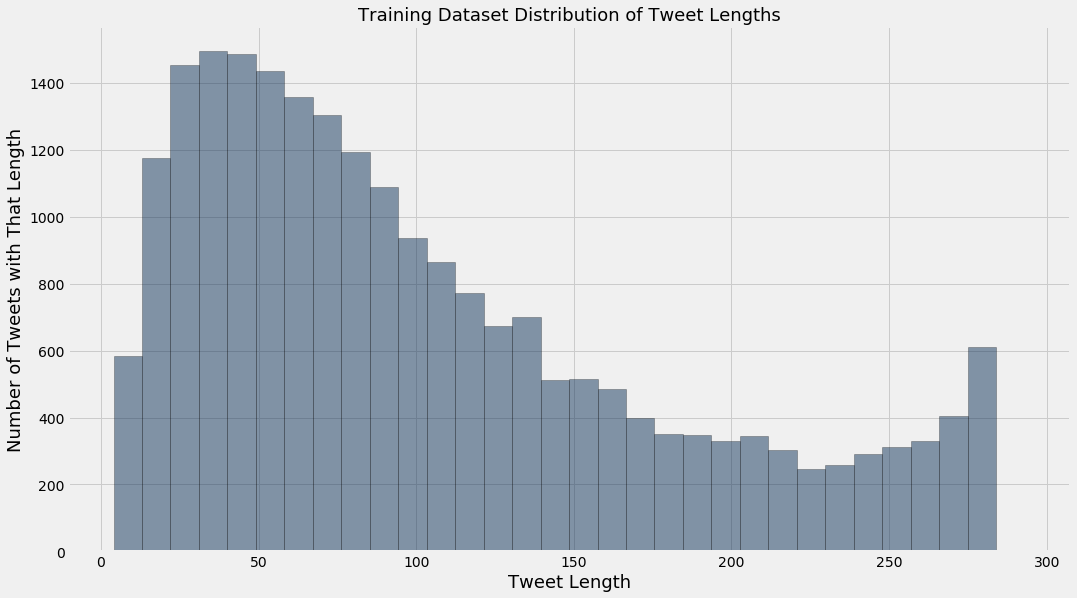 Training Dataset Distribution of Tweet Lengths
Number of Tweets with That Length
1400
1200
1000
800
600
400
200
0
0 50 100 150 200 250 300
Tweet Length